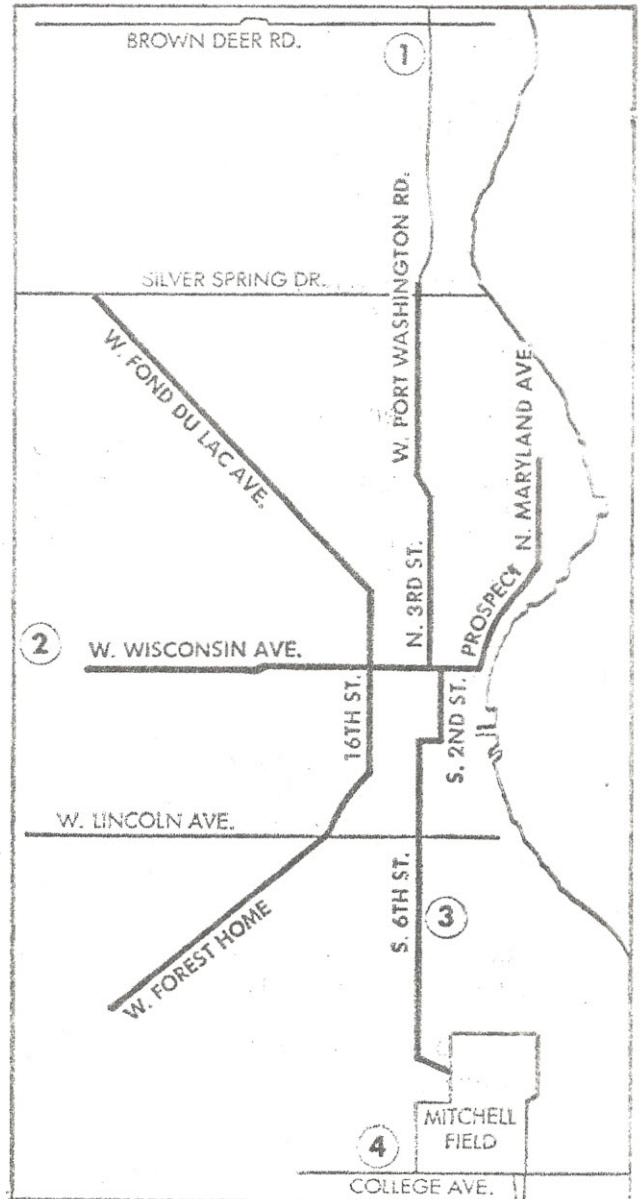 BROWN DEER RD.
1
SILVER SPRING DR.
W. PORT WASHINGTON RD.
W. FOND DU LAC AVE.
N. MARYLAND AVE.
N. 3RD ST.
PROSPECT
2
W. WISCONSIN AVE.
16TH ST.
S. 2ND ST.
W. LINCOLN AVE.
S. 6TH ST.
3
W. FOREST HOME
MITCHELL
FIELD
4
COLLEGE AVE.